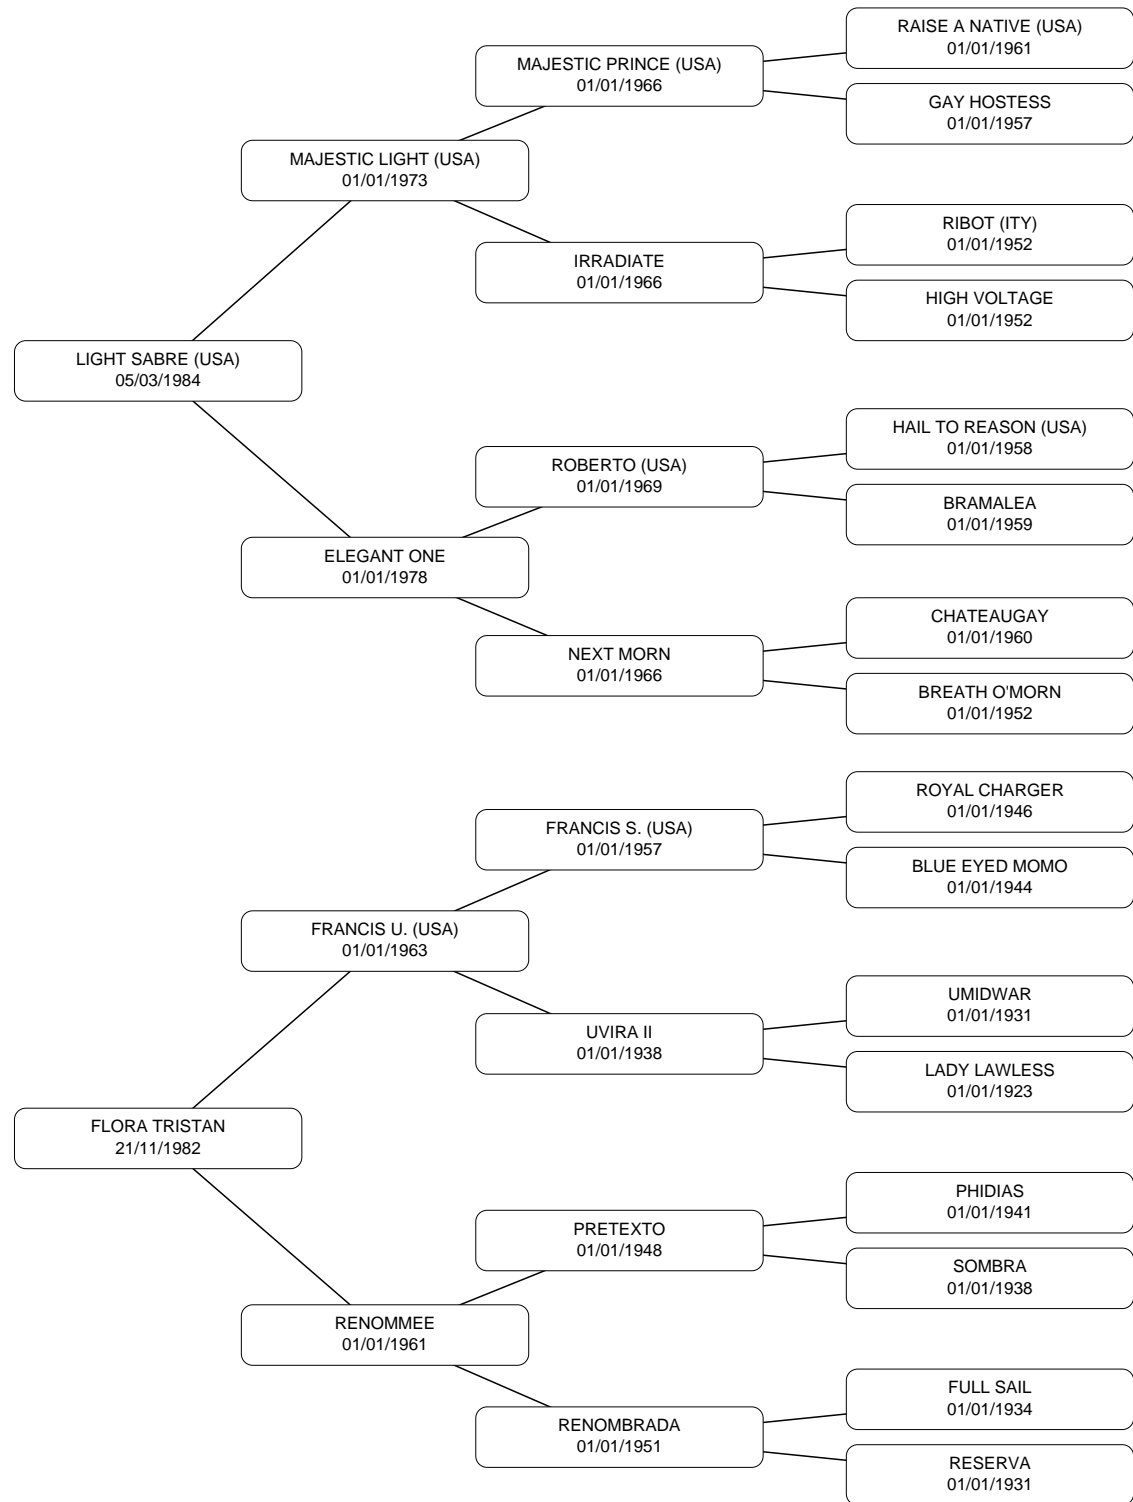 RAISE A NATIVE (USA)
01/01/1961
MAJESTIC PRINCE (USA)
01/01/1966
GAY HOSTESS
01/01/1957
MAJESTIC LIGHT (USA)
01/01/1973
RIBOT (ITY)
01/01/1952
IRRADIATE
01/01/1966
HIGH VOLTAGE
01/01/1952
LIGHT SABRE (USA)
05/03/1984
HAIL TO REASON (USA)
01/01/1958
ROBERTO (USA)
01/01/1969
BRAMALEA
01/01/1959
ELEGANT ONE
01/01/1978
CHATEAUGAY
01/01/1960
NEXT MORN
01/01/1966
BREATH O'MORN
01/01/1952
ROYAL CHARGER
01/01/1946
FRANCIS S. (USA)
01/01/1957
BLUE EYED MOMO
01/01/1944
FRANCIS U. (USA)
01/01/1963
UMIDWAR
01/01/1931
UVIRA II
01/01/1938
LADY LAWLESS
01/01/1923
FLORA TRISTAN
21/11/1982
PHIDIAS
01/01/1941
PRETEXTO
01/01/1948
SOMBRA
01/01/1938
RENOMMEE
01/01/1961
FULL SAIL
01/01/1934
RENOMBRADA
01/01/1951
RESERVA
01/01/1931